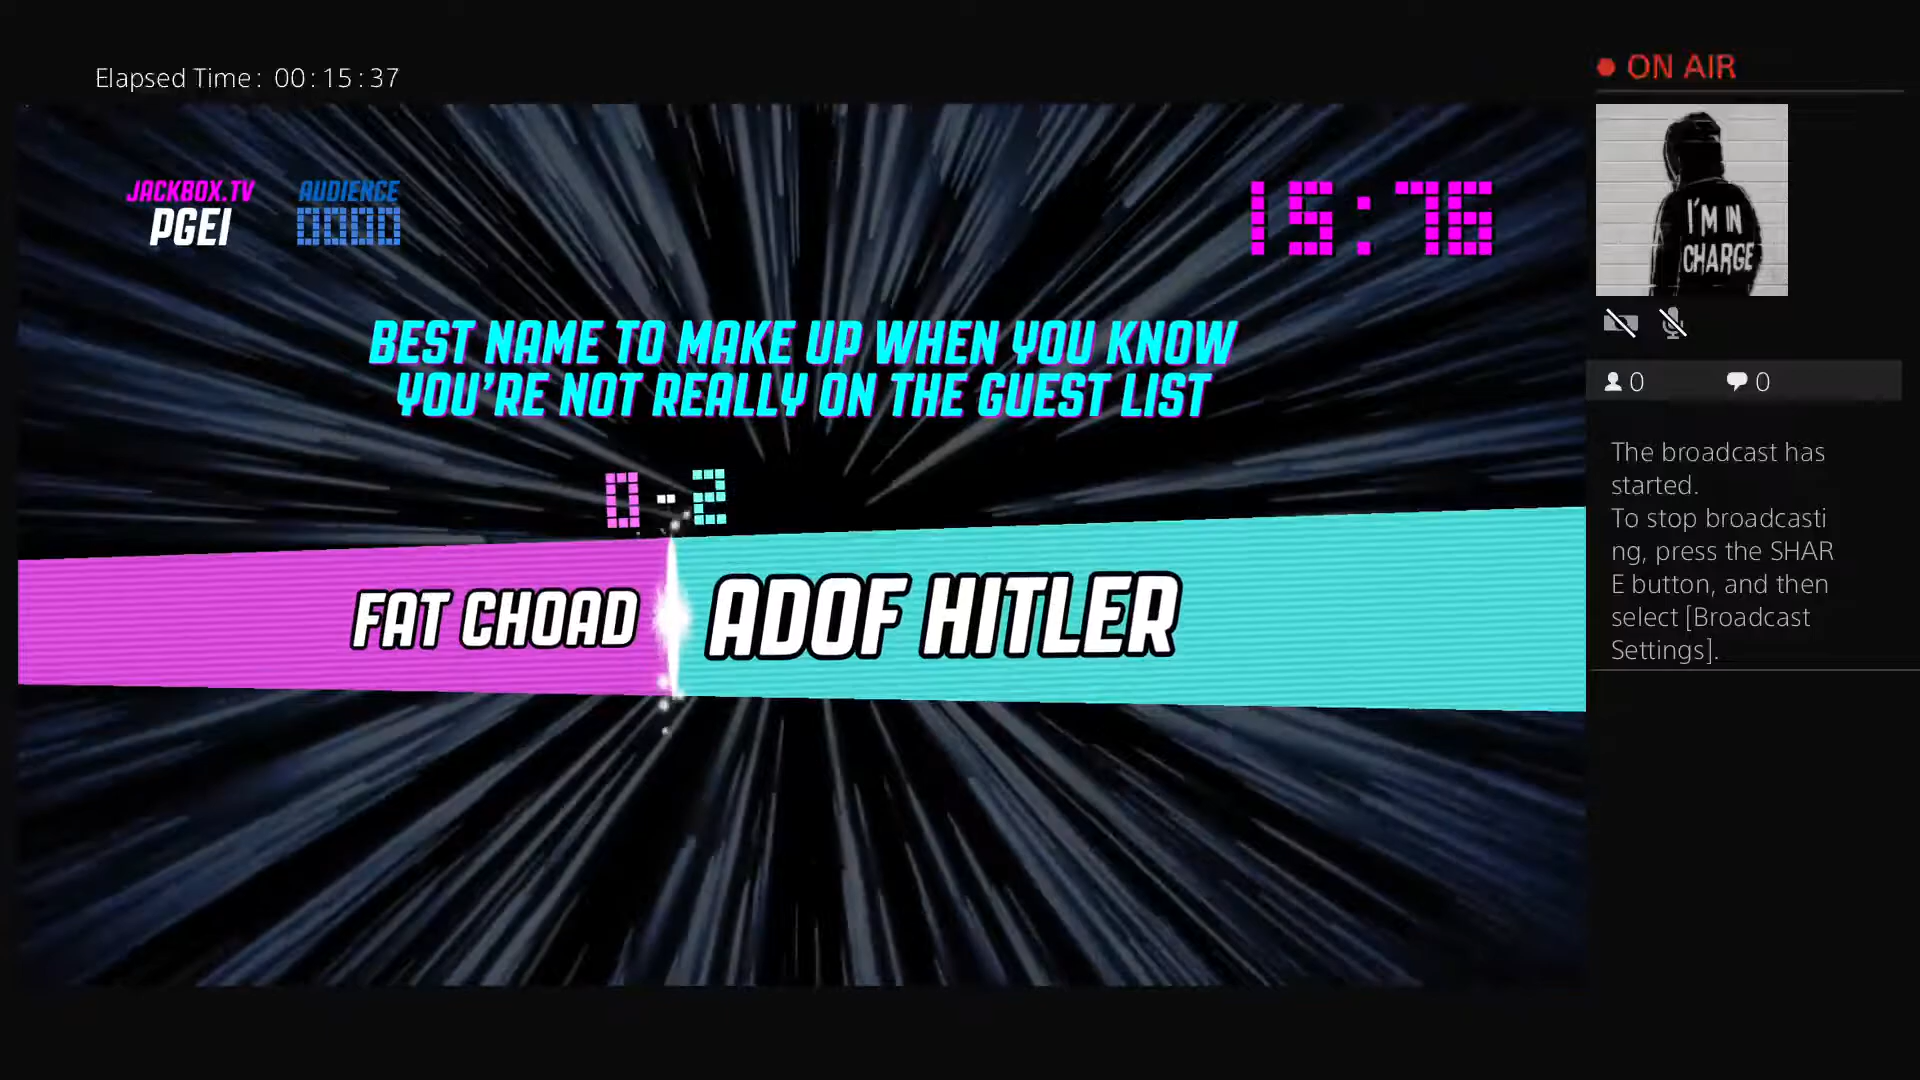 Elapsed Time: 00:15:37
ON AIR
JACKBOX.TV
PGEI
AUDIENCE
0000
15:76
I'M IN
CHARGE
BEST NAME TO MAKE UP WHEN YOU KNOW
YOU'RE NOT REALLY ON THE GUEST LIST
0
0
0-2
FAT CHOAD
ADOF HITLER
The broadcast has
started.
To stop broadcasti
ng, press the SHAR
E button, and then
select [Broadcast
Settings].